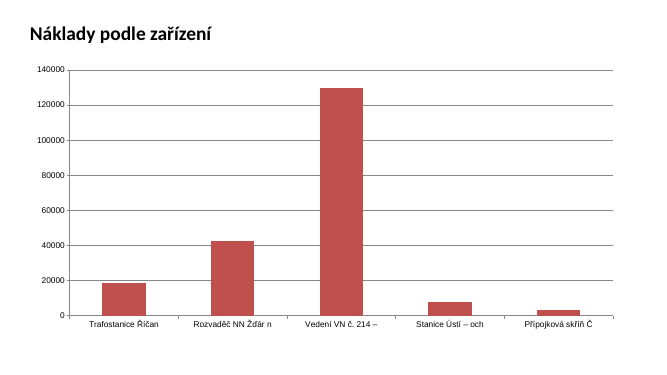 Náklady podle zařízení
140000
120000
100000
80000
60000
40000
20000
0
Trafostanice Říčan
Rozvaděč NN Žďár n
Vedení VN č. 214 –
Stanice Ústí – och
Přípojková skříň Č